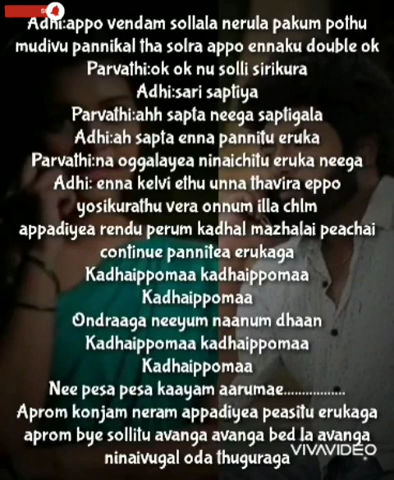 Adhi:appo vendam sollala nerula pakum pothu
mudivu pannikal tha solra appo ennaku double ok
Parvathi:ok ok nu solli sirikura
Adhi:sari saptiya
Parvathi:ahh sapta neega saptigala
Adhi:ah sapta enna pannitu eruka
Parvathi:na oggalayea ninaichitu eruka neega
Adhi: enna kelvi ethu unna thavira eppo
yosikurathu vera onnum illa chlm
appadiyea rendu perum kadhal mazhalai peachai
continue pannitea erukaga
Kadhaippomaa kadhaippomaa
Kadhaippomaa
Ondraaga neeyum naanum dhaan
Kadhaippomaa kadhaippomaa
Kadhaippomaa
Nee pesa pesa kaayam aarumae.................
Aprom konjam neram appadiyea peasitu erukaga
aprom bye sollitu avanga avanga bed la avanga
ninaivugal oda thuguraga
VIVAVIDEO